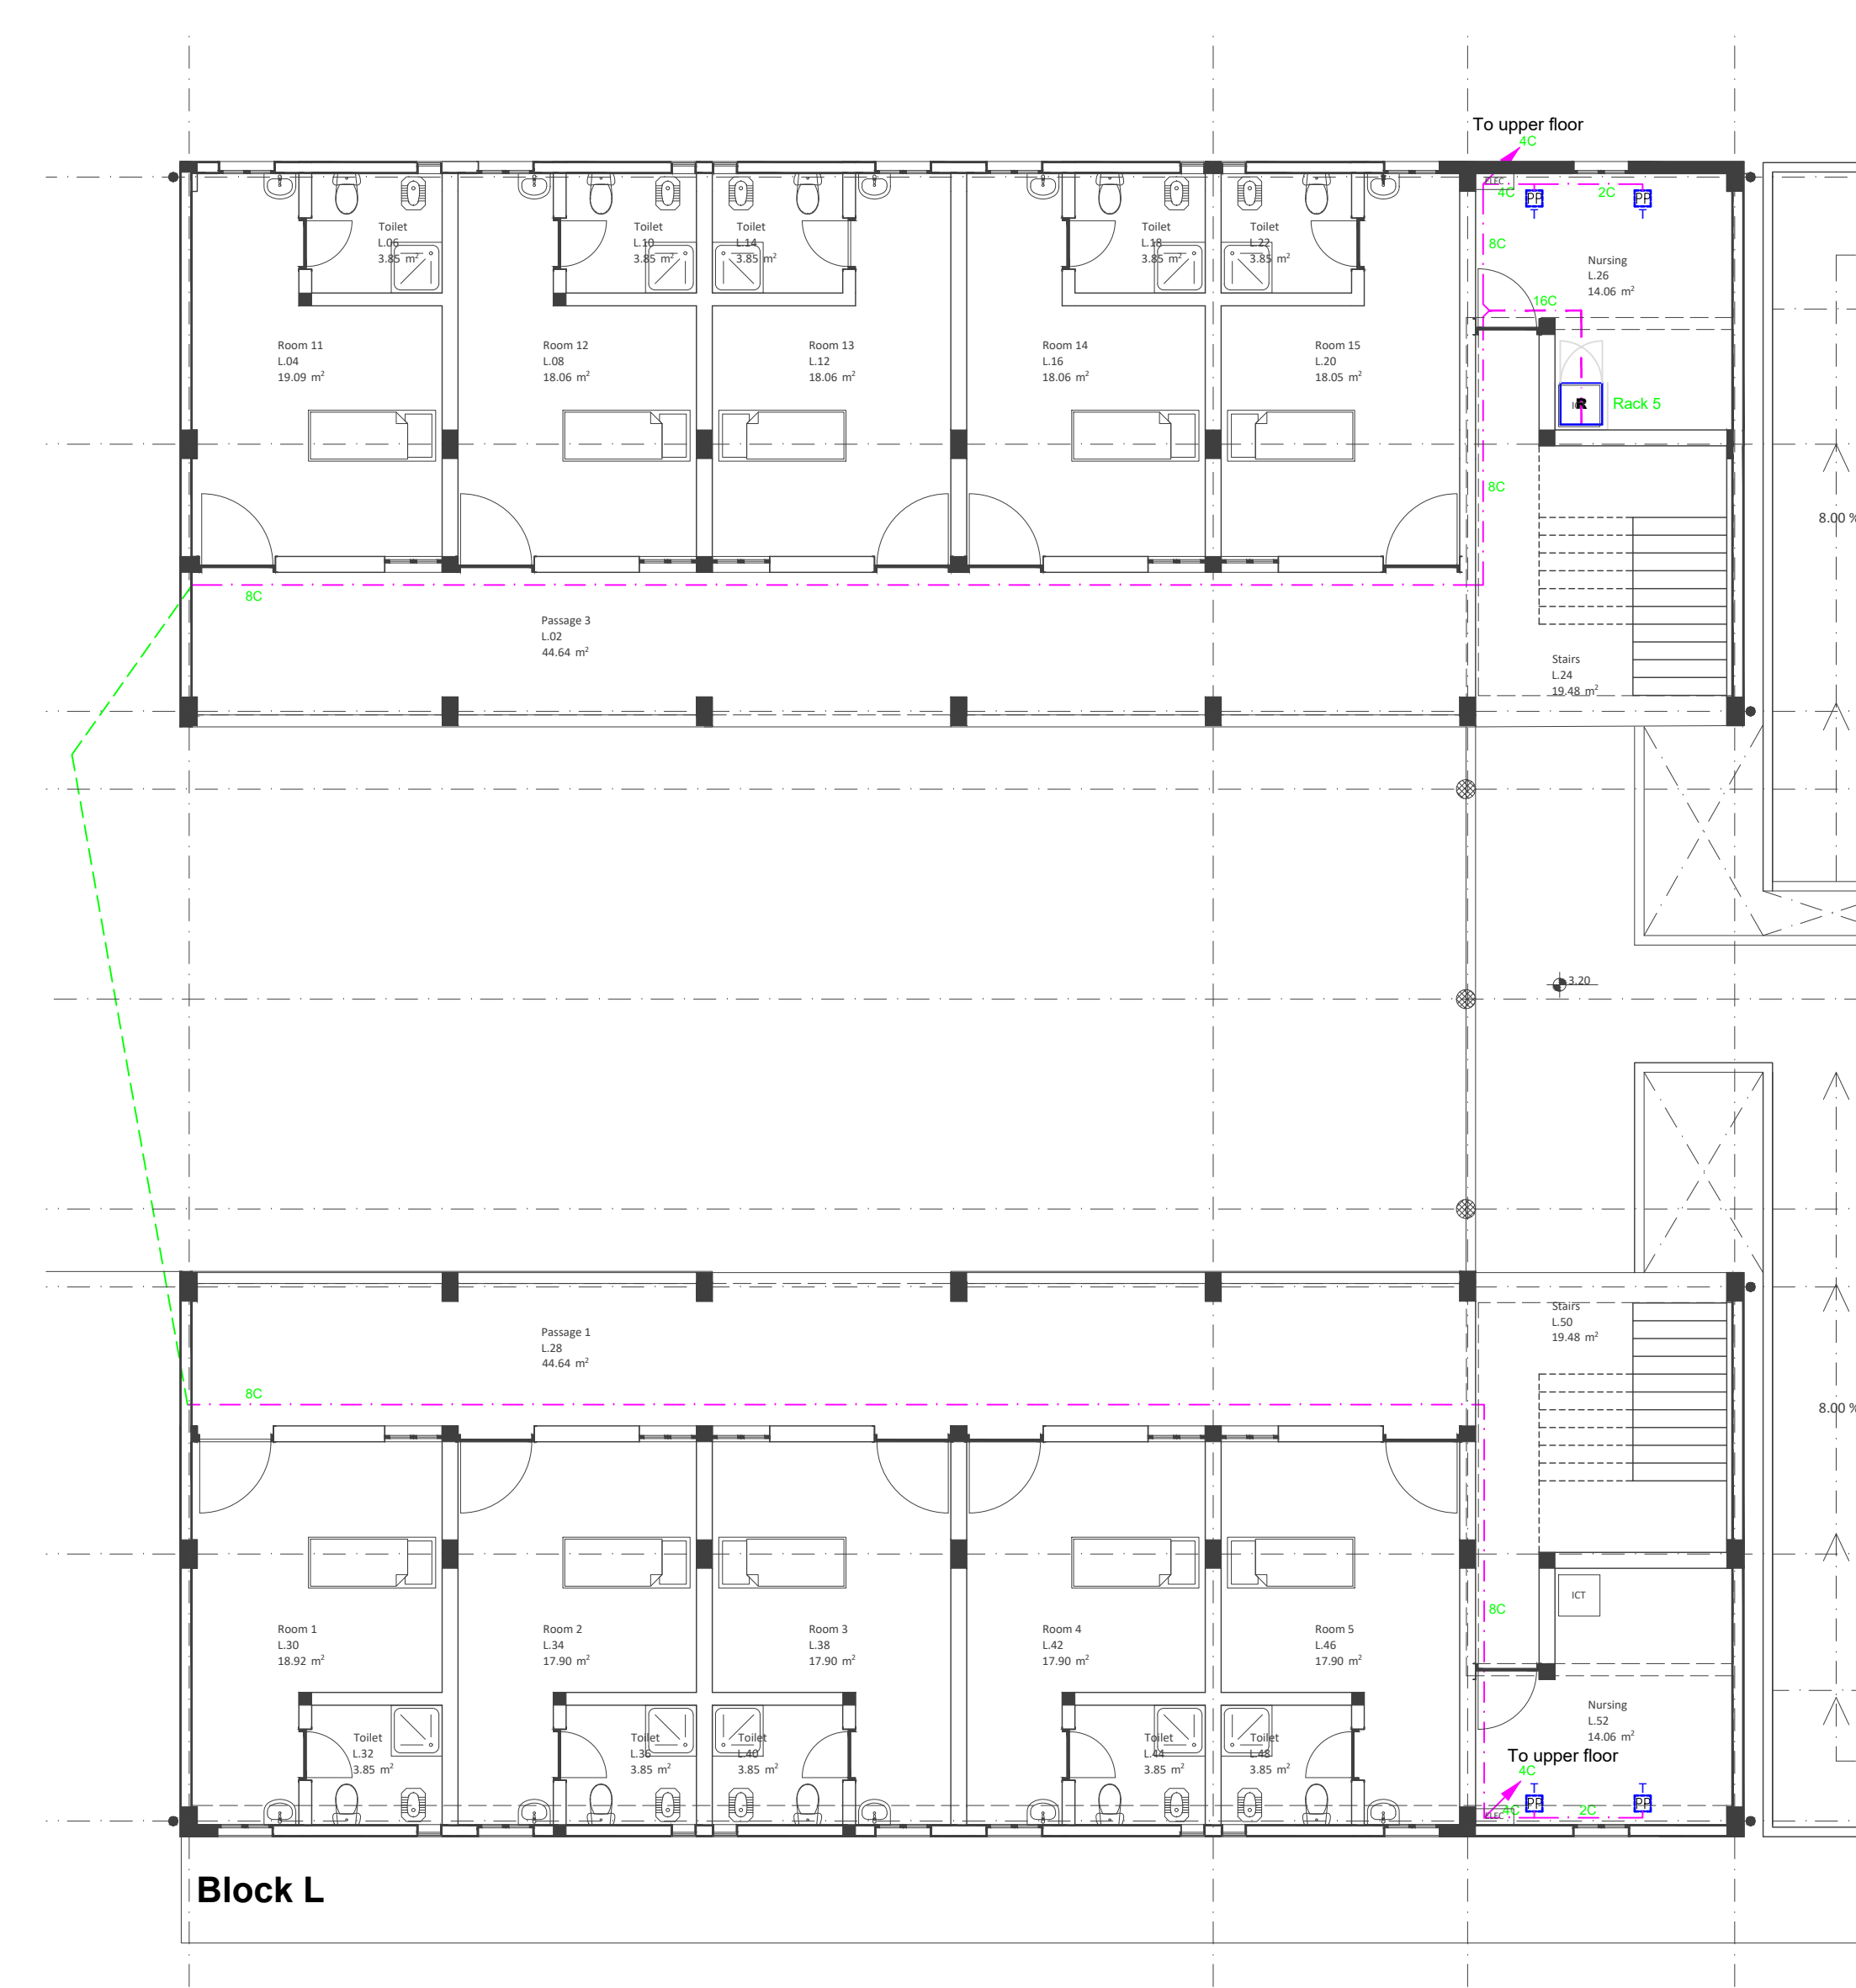 To upper floor
4C
ELEC
4C
PP
2C
PP
T
T
Toilet
L.06
3.85 m²
Toilet
L.10
3.85 m²
Toilet
L.14
3.85 m²
Toilet
L.18
3.85 m²
Toilet
L.22
3.85 m²
8C
Nursing
L.26
14.06 m²
16C
Room 11
L.04
19.09 m²
Room 12
L.08
18.06 m²
Room 13
L.12
18.06 m²
Room 14
L.16
18.06 m²
Room 15
L.20
18.05 m²
R
Rack 5
8C
8.00 %
8C
Passage 3
L.02
44.64 m²
Stairs
L.24
19.48 m²
3.20
Stairs
L.50
19.48 m²
Passage 1
L.28
44.64 m²
8C
8.00 %
ICT
8C
Room 1
L.30
18.92 m²
Room 2
L.34
17.90 m²
Room 3
L.38
17.90 m²
Room 4
L.42
17.90 m²
Room 5
L.46
17.90 m²
Nursing
L.52
14.06 m²
Toilet
L.32
3.85 m²
Toilet
L.36
3.85 m²
Toilet
L.40
3.85 m²
Toilet
L.44
3.85 m²
Toilet
L.48
3.85 m²
To upper floor
4C
T
T
PP
PP
4C
2C
ELEC
Block L